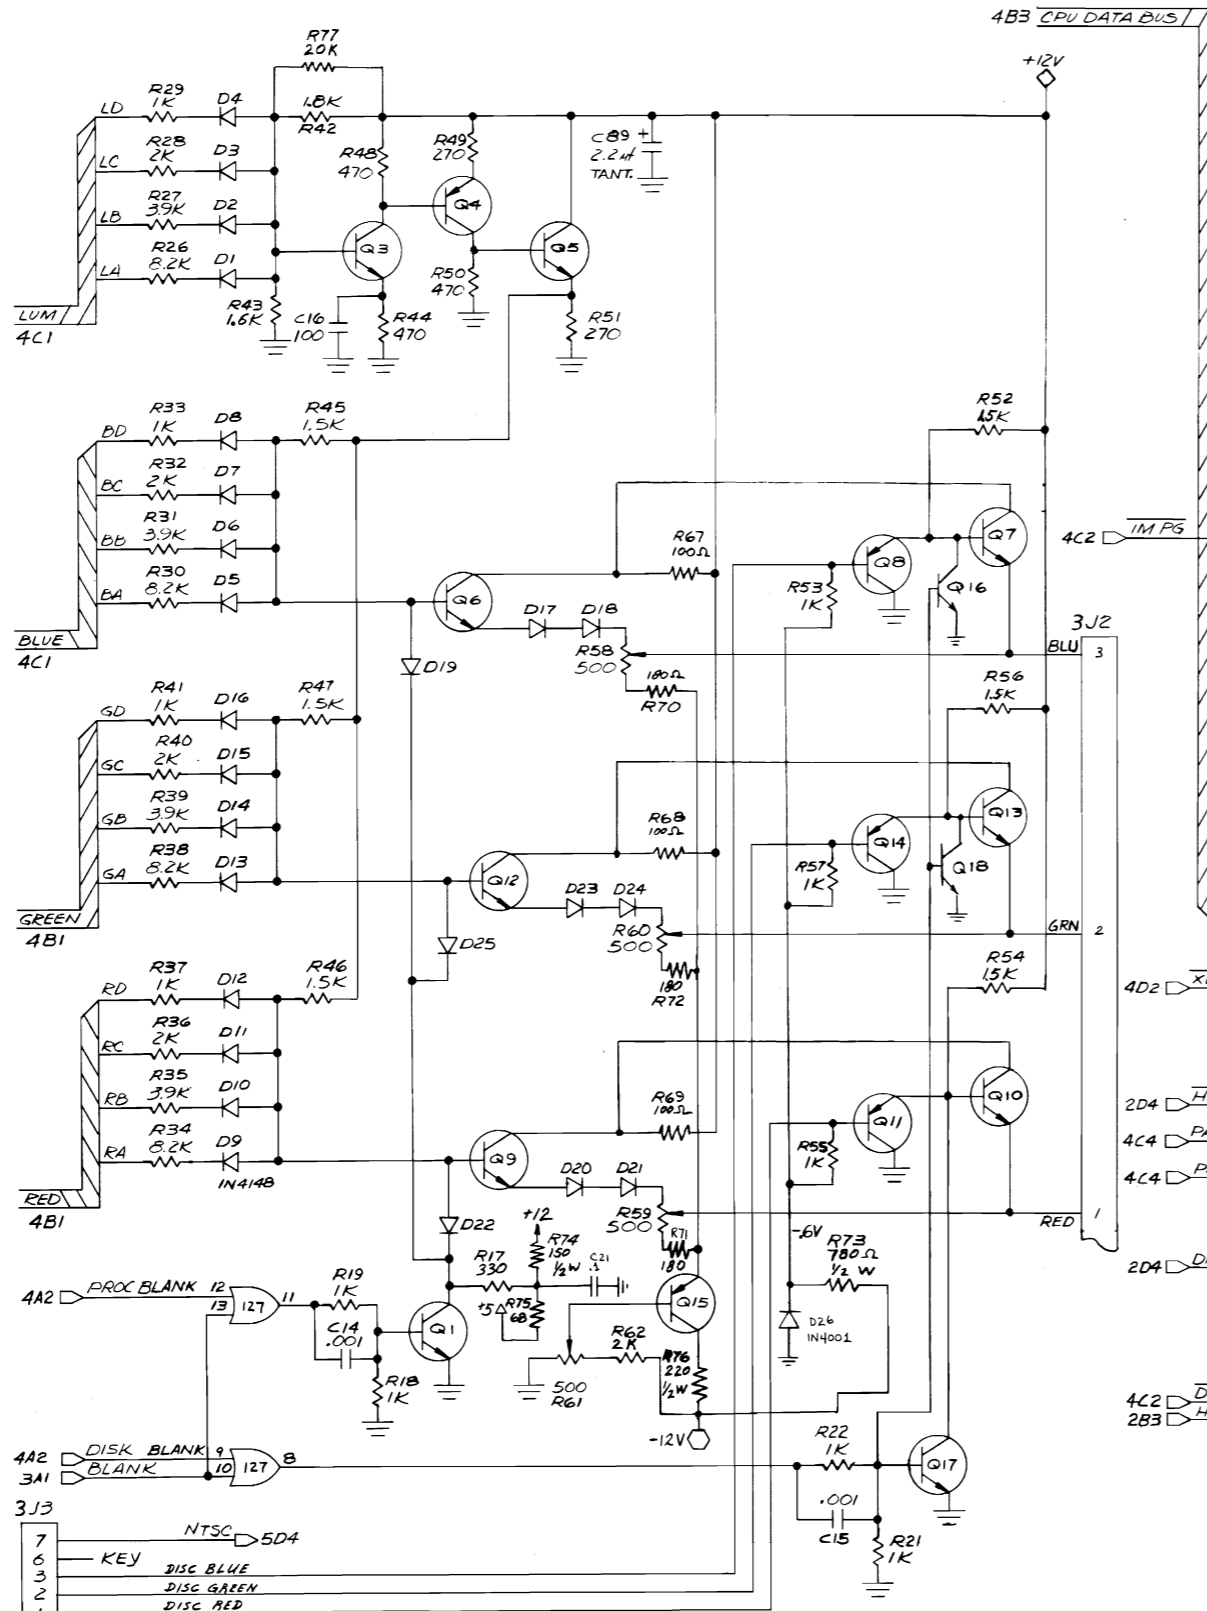 4B3 CPU DATA BUS
+12V
R77
20K
R29
1K
D4
LD
1.8K
R42
R28
2K
D3
LC
R48
470
R49
270
C89 +
2.2µf
TANT.
R27
3.9K
D2
LB
Q4
R26
8.2K
D1
LA
Q3
Q5
R43
1.6K
C16
100
R44
470
R50
470
R51
270
LUM
4C1
R33
1K
D8
BD
R45
1.5K
R52
1.5K
R32
2K
D7
BC
R31
3.9K
D6
BB
R30
8.2K
D5
BA
Q6
R67
100Ω
Q8
Q7
4C2 IMPG
R53
1K
Q16
D17
D18
BLUE
4C1
D19
R58
500
180Ω
R70
3J2
BLU 3
R41
1K
D16
GD
R47
1.5K
R56
1.5K
R40
2K
D15
GC
R39
3.9K
D14
GB
R38
8.2K
D13
GA
Q12
R68
100Ω
Q14
Q13
R57
1K
Q18
D23
D24
GREEN
4B1
D25
R60
500
180
R72
GRN 2
R54
1.5K
R37
1K
D12
RD
R46
1.5K
4D2
R36
2K
D11
RC
R35
3.9K
D10
RB
R34
8.2K
D9
RA
1N4148
Q9
R69
100Ω
Q11
Q10
R55
1K
2D4 H
4C4 PA
4C4 P
D20
D21
RED
4B1
D22
R59
500
R71
180
RED 1
+12
R74
150
1/2W
C21
.1
R17
330
+5
R75
68
-.6V
R73
780Ω
1/2 W
2D4 D
4A2 PROC BLANK 12
13
127
11
R19
1K
C14
.001
Q1
R18
1K
Q15
D26
1N4001
R62
2K
500
R61
R76
220
1/2W
-12V
4C2 D
2B3 H
4A2 DISK BLANK 9
3A1 BLANK 10
127
8
R22
1K
Q17
.001
C15
R21
1K
3J3
7 NTSC 5D4
6 KEY
3 DISC BLUE
2 DISC GREEN
DISC RED